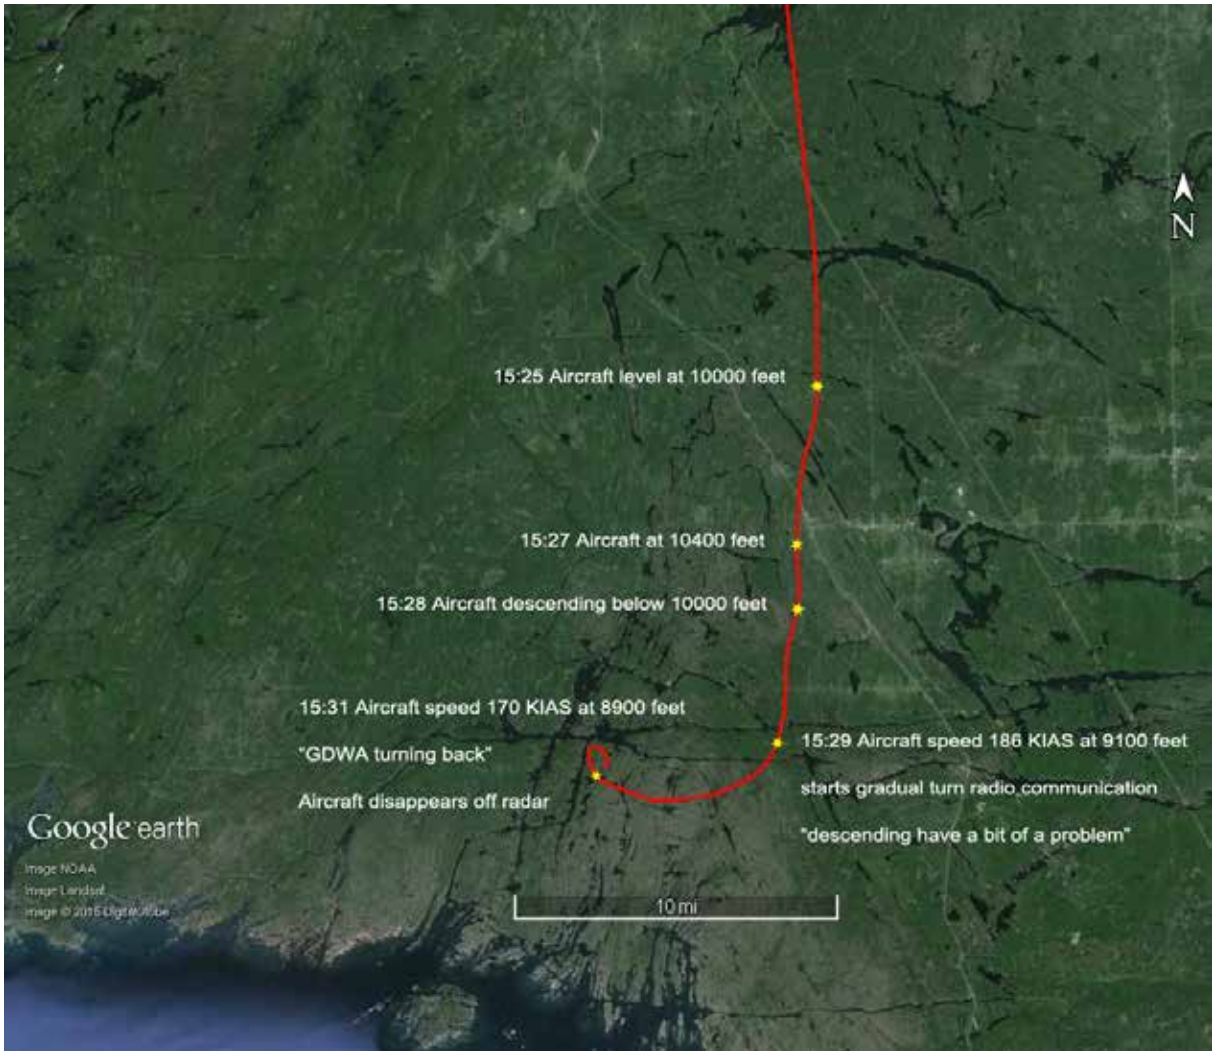 N
15:25 Aircraft level at 10000 feet
15:27 Aircraft at 10400 feet
15:28 Aircraft descending below 10000 feet
15:31 Aircraft speed 170 KIAS at 8900 feet
"GDWA turning back"
Aircraft disappears off radar
15:29 Aircraft speed 186 KIAS at 9100 feet
starts gradual turn radio communication
"descending have a bit of a problem"
Google earth
Image NOAA
Image Landsat
Image © 2015 DigitalGlobe
10 mi